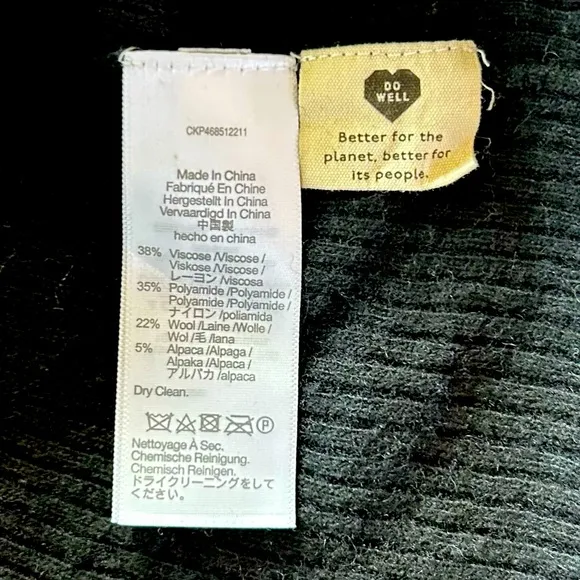 CKP468512211
Made In China
Fabriqué En Chine
Hergestellt In China
Vervaardigd In China
中国製
hecho en china
38% Viscose /Viscose /
Viskose /Viscose /
レーヨン /viscosa
35% Polyamide /Polyamide /
Polyamide /Polyamide /
ナイロン /poliamida
22% Wool /Laine /Wolle /
Wol /毛 /lana
5% Alpaca /Alpaga /
Alpaka /Alpaca /
アルパカ /alpaca
Dry Clean.
P
Nettoyage À Sec.
Chemische Reinigung.
Chemisch Reinigen.
ドライクリーニングをして
ください。
DO
WELL
Better for the
planet, better for
its people.